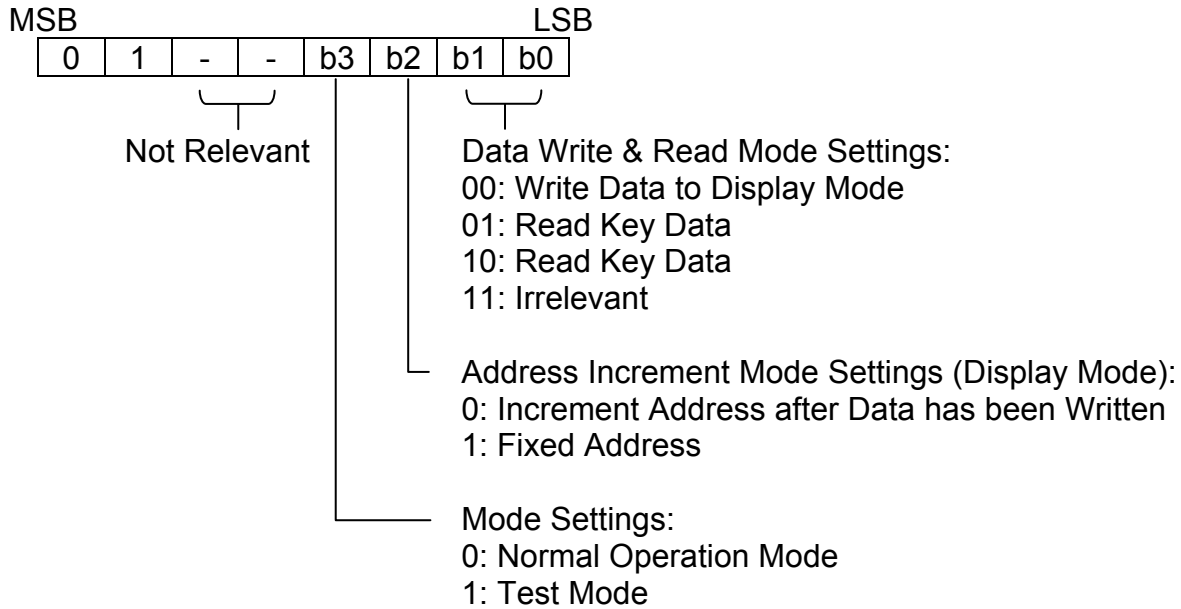 MSB LSB
0 1 - - b3 b2 b1 b0
Not Relevant
Data Write & Read Mode Settings:
00: Write Data to Display Mode
01: Read Key Data
10: Read Key Data
11: Irrelevant
Address Increment Mode Settings (Display Mode):
0: Increment Address after Data has been Written
1: Fixed Address
Mode Settings:
0: Normal Operation Mode
1: Test Mode